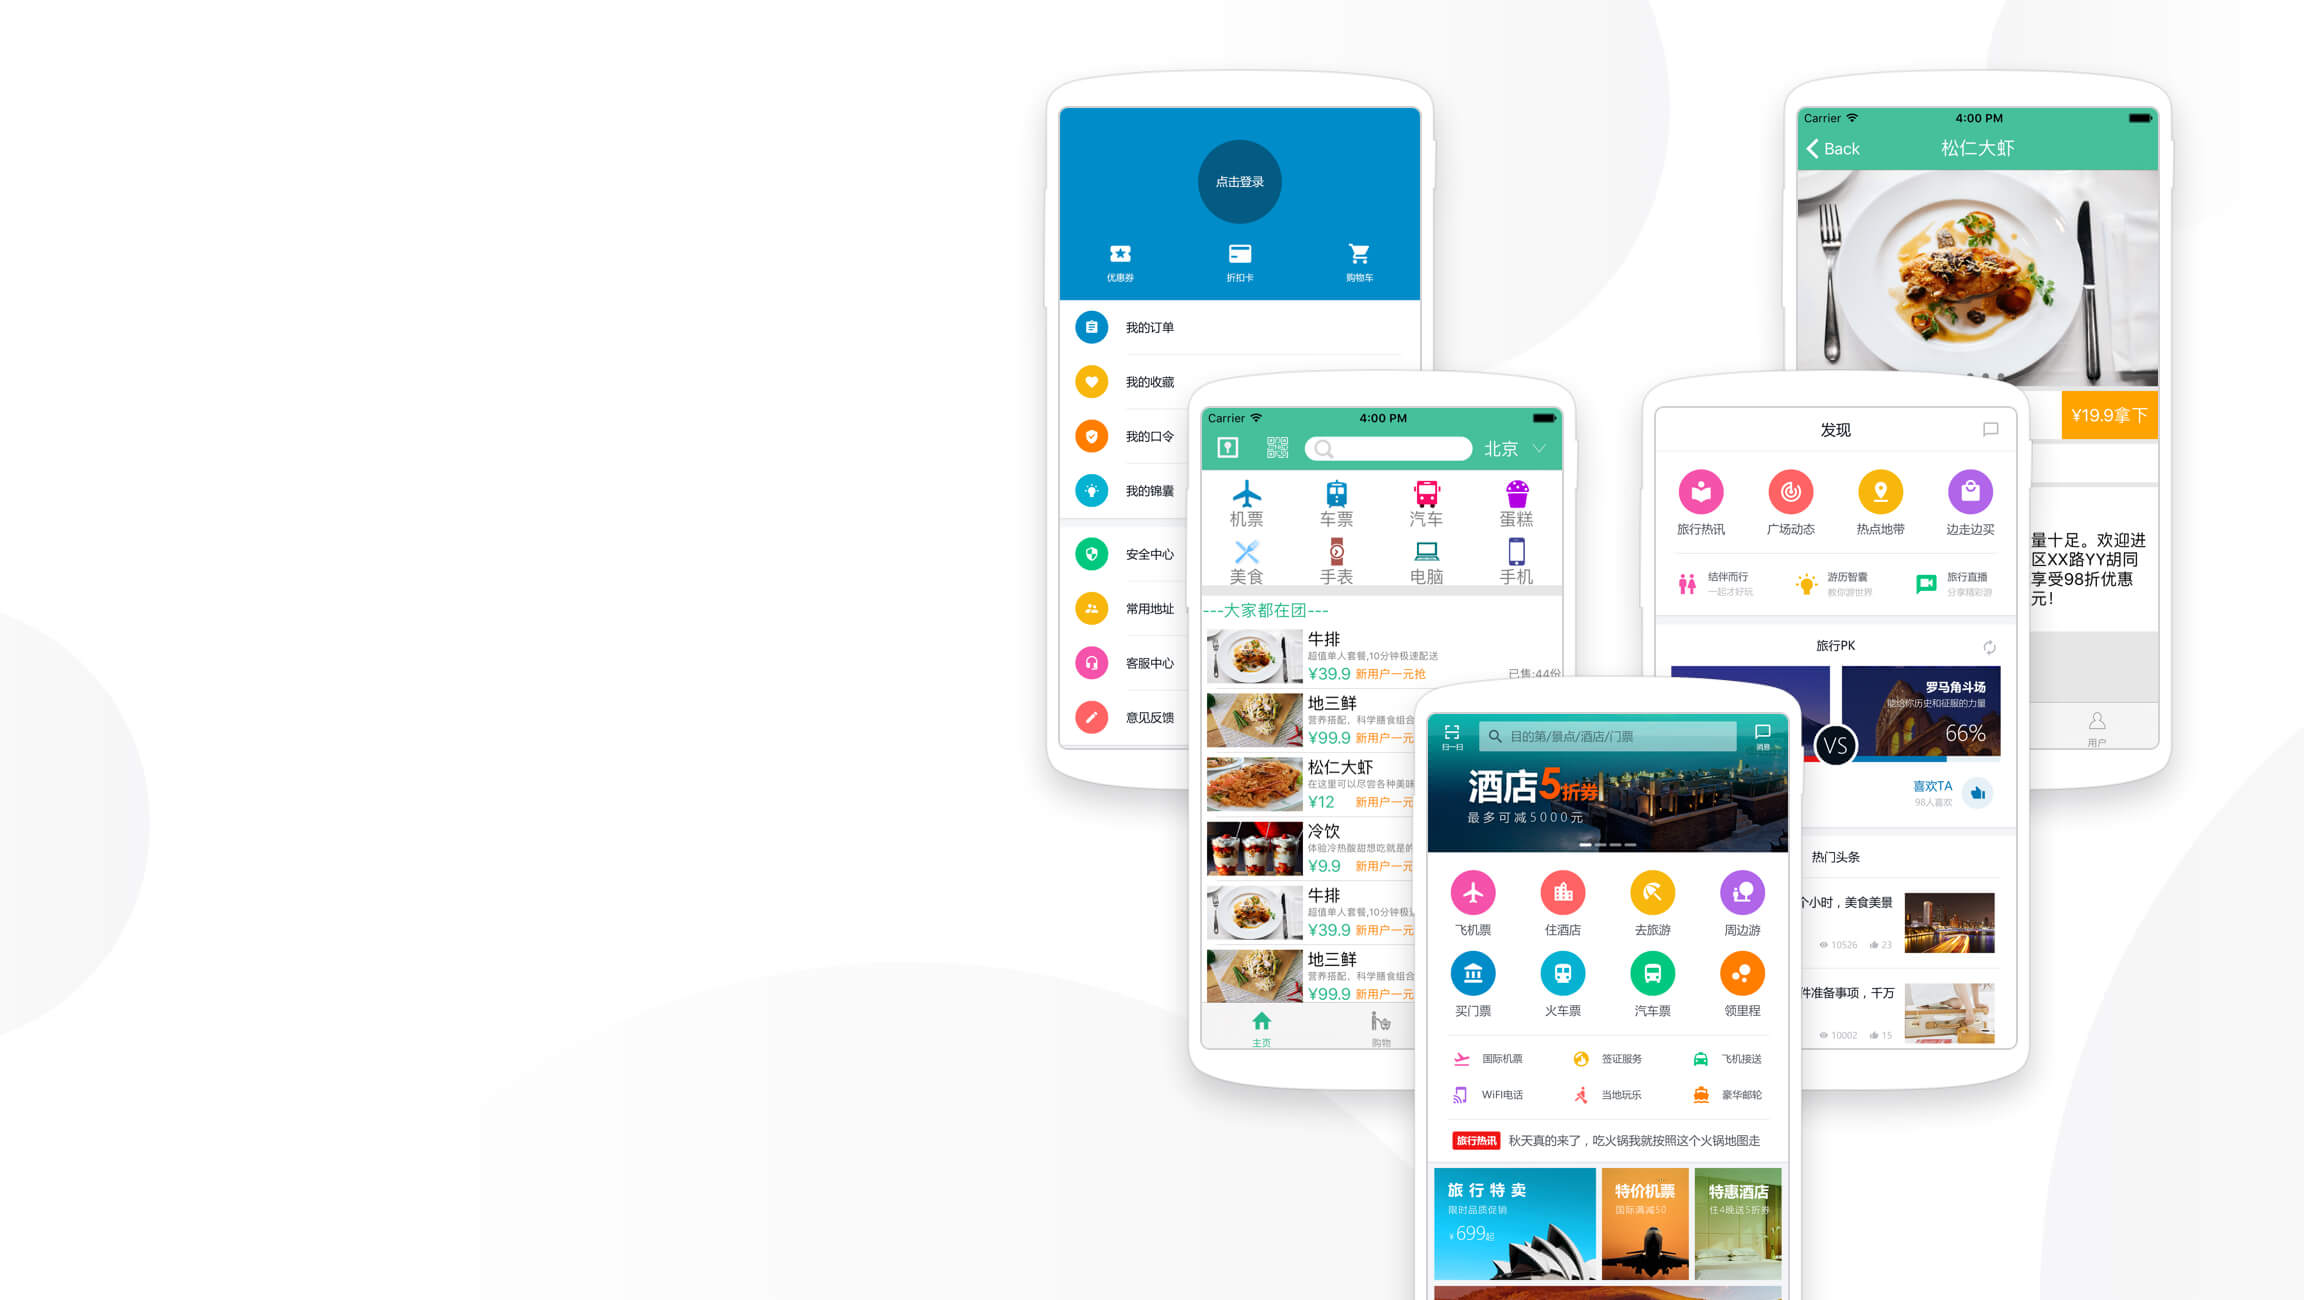 点击登录
优惠券
折扣卡
购物车
我的订单
我的收藏
我的口令
我的锦囊
安全中心
常用地址
客服中心
意见反馈
Carrier
4:00 PM
北京
机票
车票
汽车
蛋糕
美食
手表
电脑
手机
---大家都在团---
牛排
超值单人套餐,10分钟极速配送
¥39.9 新用户一元抢
已售:44份
地三鲜
营养搭配、科学膳食组合
¥99.9 新用户一元
松仁大虾
在这里可以尽尝各种美味
¥12 新用户一元
冷饮
体验冷热酸甜想吃就是的
¥9.9 新用户一元
牛排
超值单人套餐,10分钟极
¥39.9 新用户一元
地三鲜
营养搭配、科学膳食组合
¥99.9 新用户一元
主页
购物
扫一扫
目的第/景点/酒店/门票
消息
酒店5折券
最多可减5000元
飞机票
住酒店
去旅游
周边游
买门票
火车票
汽车票
领里程
国际机票
签证服务
飞机接送
WiFi电话
当地玩乐
豪华邮轮
旅行热讯 秋天真的来了，吃火锅我就按照这个火锅地图走
旅行特卖
限时品质促销
¥699起
特价机票
国际满减50
特惠酒店
住4晚送5折券
发现
旅行热讯
广场动态
热点地带
边走边买
结伴而行
一起才好玩
游历智囊
教你游世界
旅行直播
分享精彩游
旅行PK
罗马角斗场
能给你历史和征服的力量
66%
VS
喜欢TA
98人喜欢
热门头条
个小时，美食美景
10526 23
件准备事项，千万
10002 15
Carrier
4:00 PM
Back
松仁大虾
¥19.9拿下
量十足。欢迎进
区XX路YY胡同
享受98折优惠
元！
用户